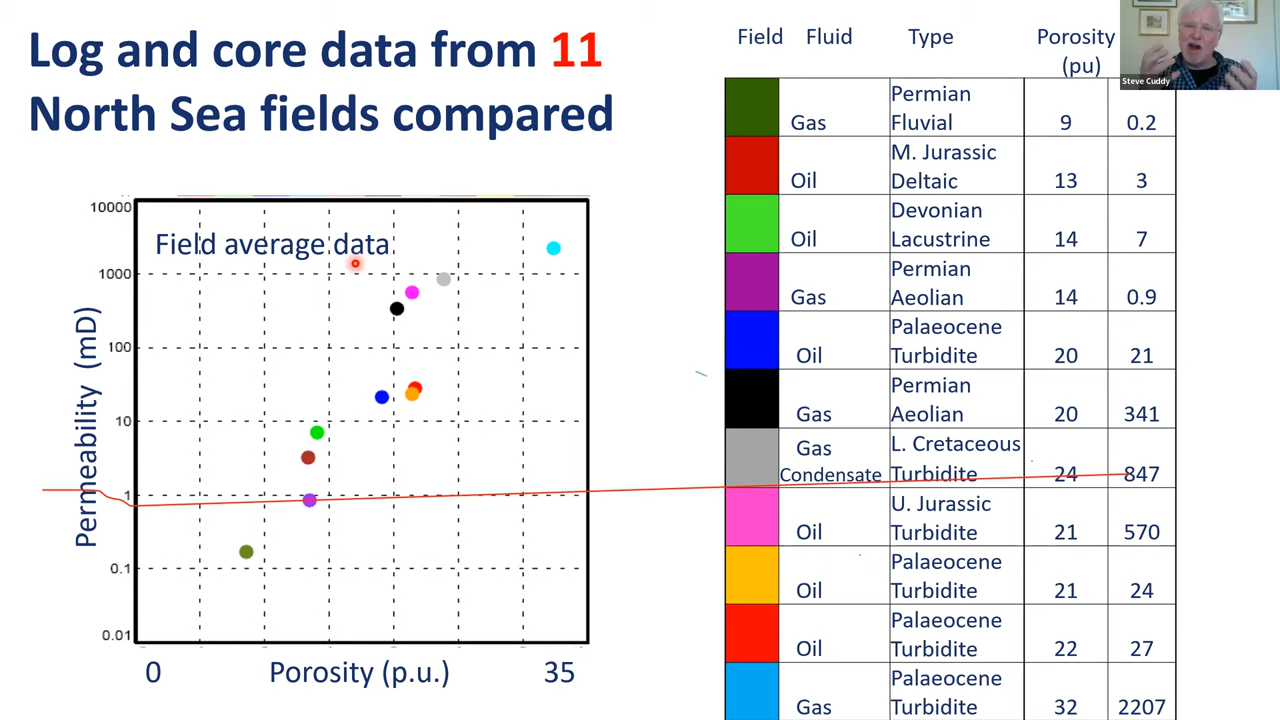 Log and core data from 11
North Sea fields compared
Field average data
10000
1000
100
10
1
0.1
0.01
Permeability (mD)
0 Porosity (p.u.) 35
Field Fluid Type Porosity
(pu)
Steve Cuddy
Permian
Gas Fluvial 9 0.2
M. Jurassic
Oil Deltaic 13 3
Devonian
Oil Lacustrine 14 7
Permian
Gas Aeolian 14 0.9
Palaeocene
Oil Turbidite 20 21
Permian
Gas Aeolian 20 341
Gas L. Cretaceous
Condensate Turbidite 24 847
U. Jurassic
Oil Turbidite 21 570
Palaeocene
Oil Turbidite 21 24
Palaeocene
Oil Turbidite 22 27
Palaeocene
Gas Turbidite 32 2207